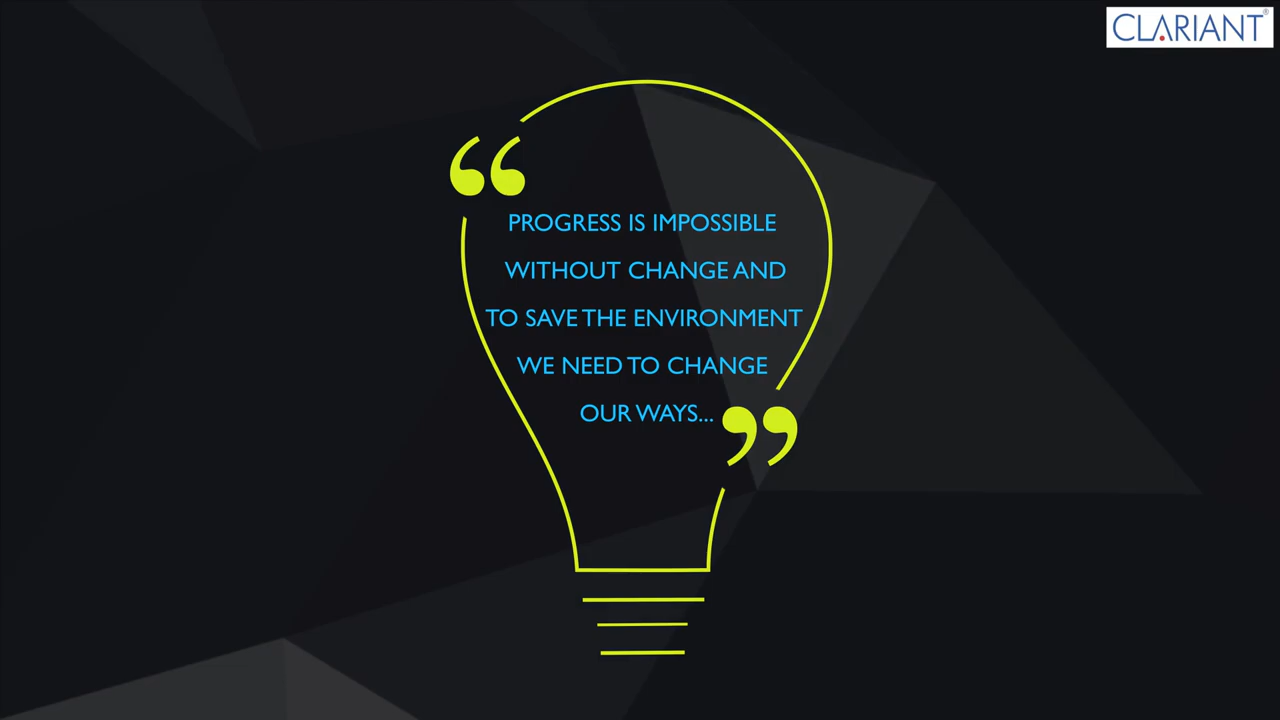 CLARIANT®
“
PROGRESS IS IMPOSSIBLE
WITHOUT CHANGE AND
TO SAVE THE ENVIRONMENT
WE NEED TO CHANGE
OUR WAYS...”